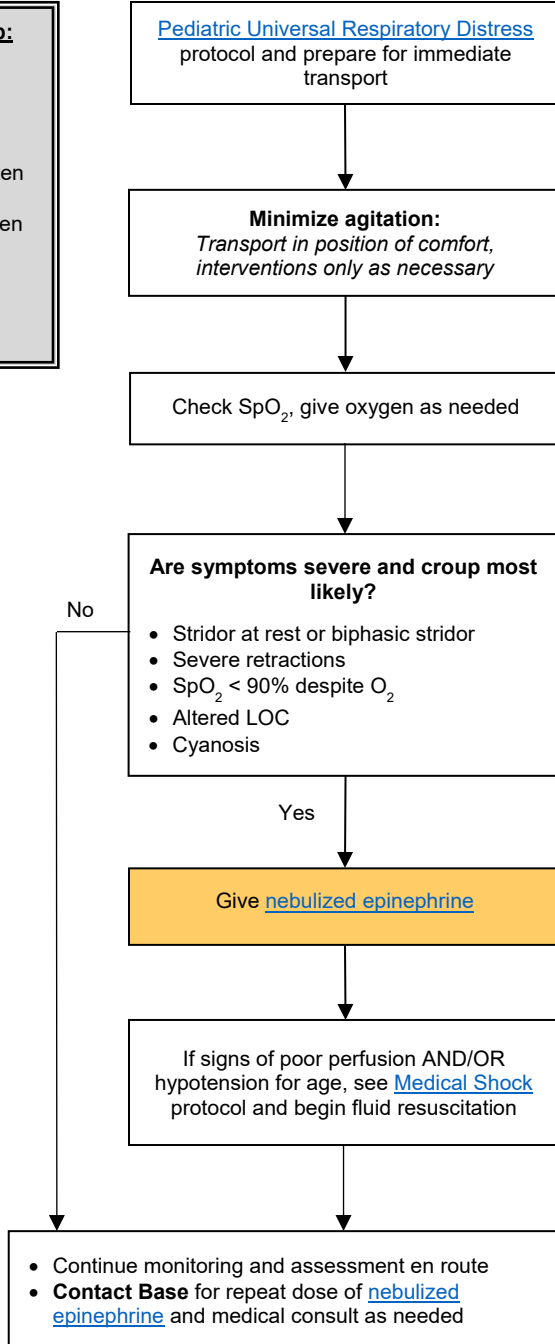 Pediatric Universal Respiratory Distress
protocol and prepare for immediate
transport
Minimize agitation:
Transport in position of comfort,
interventions only as necessary
Check SpO2, give oxygen as needed
Are symptoms severe and croup most
likely?
• Stridor at rest or biphasic stridor
• Severe retractions
• SpO2 < 90% despite O2
• Altered LOC
• Cyanosis
No
Yes
Give nebulized epinephrine
If signs of poor perfusion AND/OR
hypotension for age, see Medical Shock
protocol and begin fluid resuscitation
• Continue monitoring and assessment en route
• Contact Base for repeat dose of nebulized
epinephrine and medical consult as needed